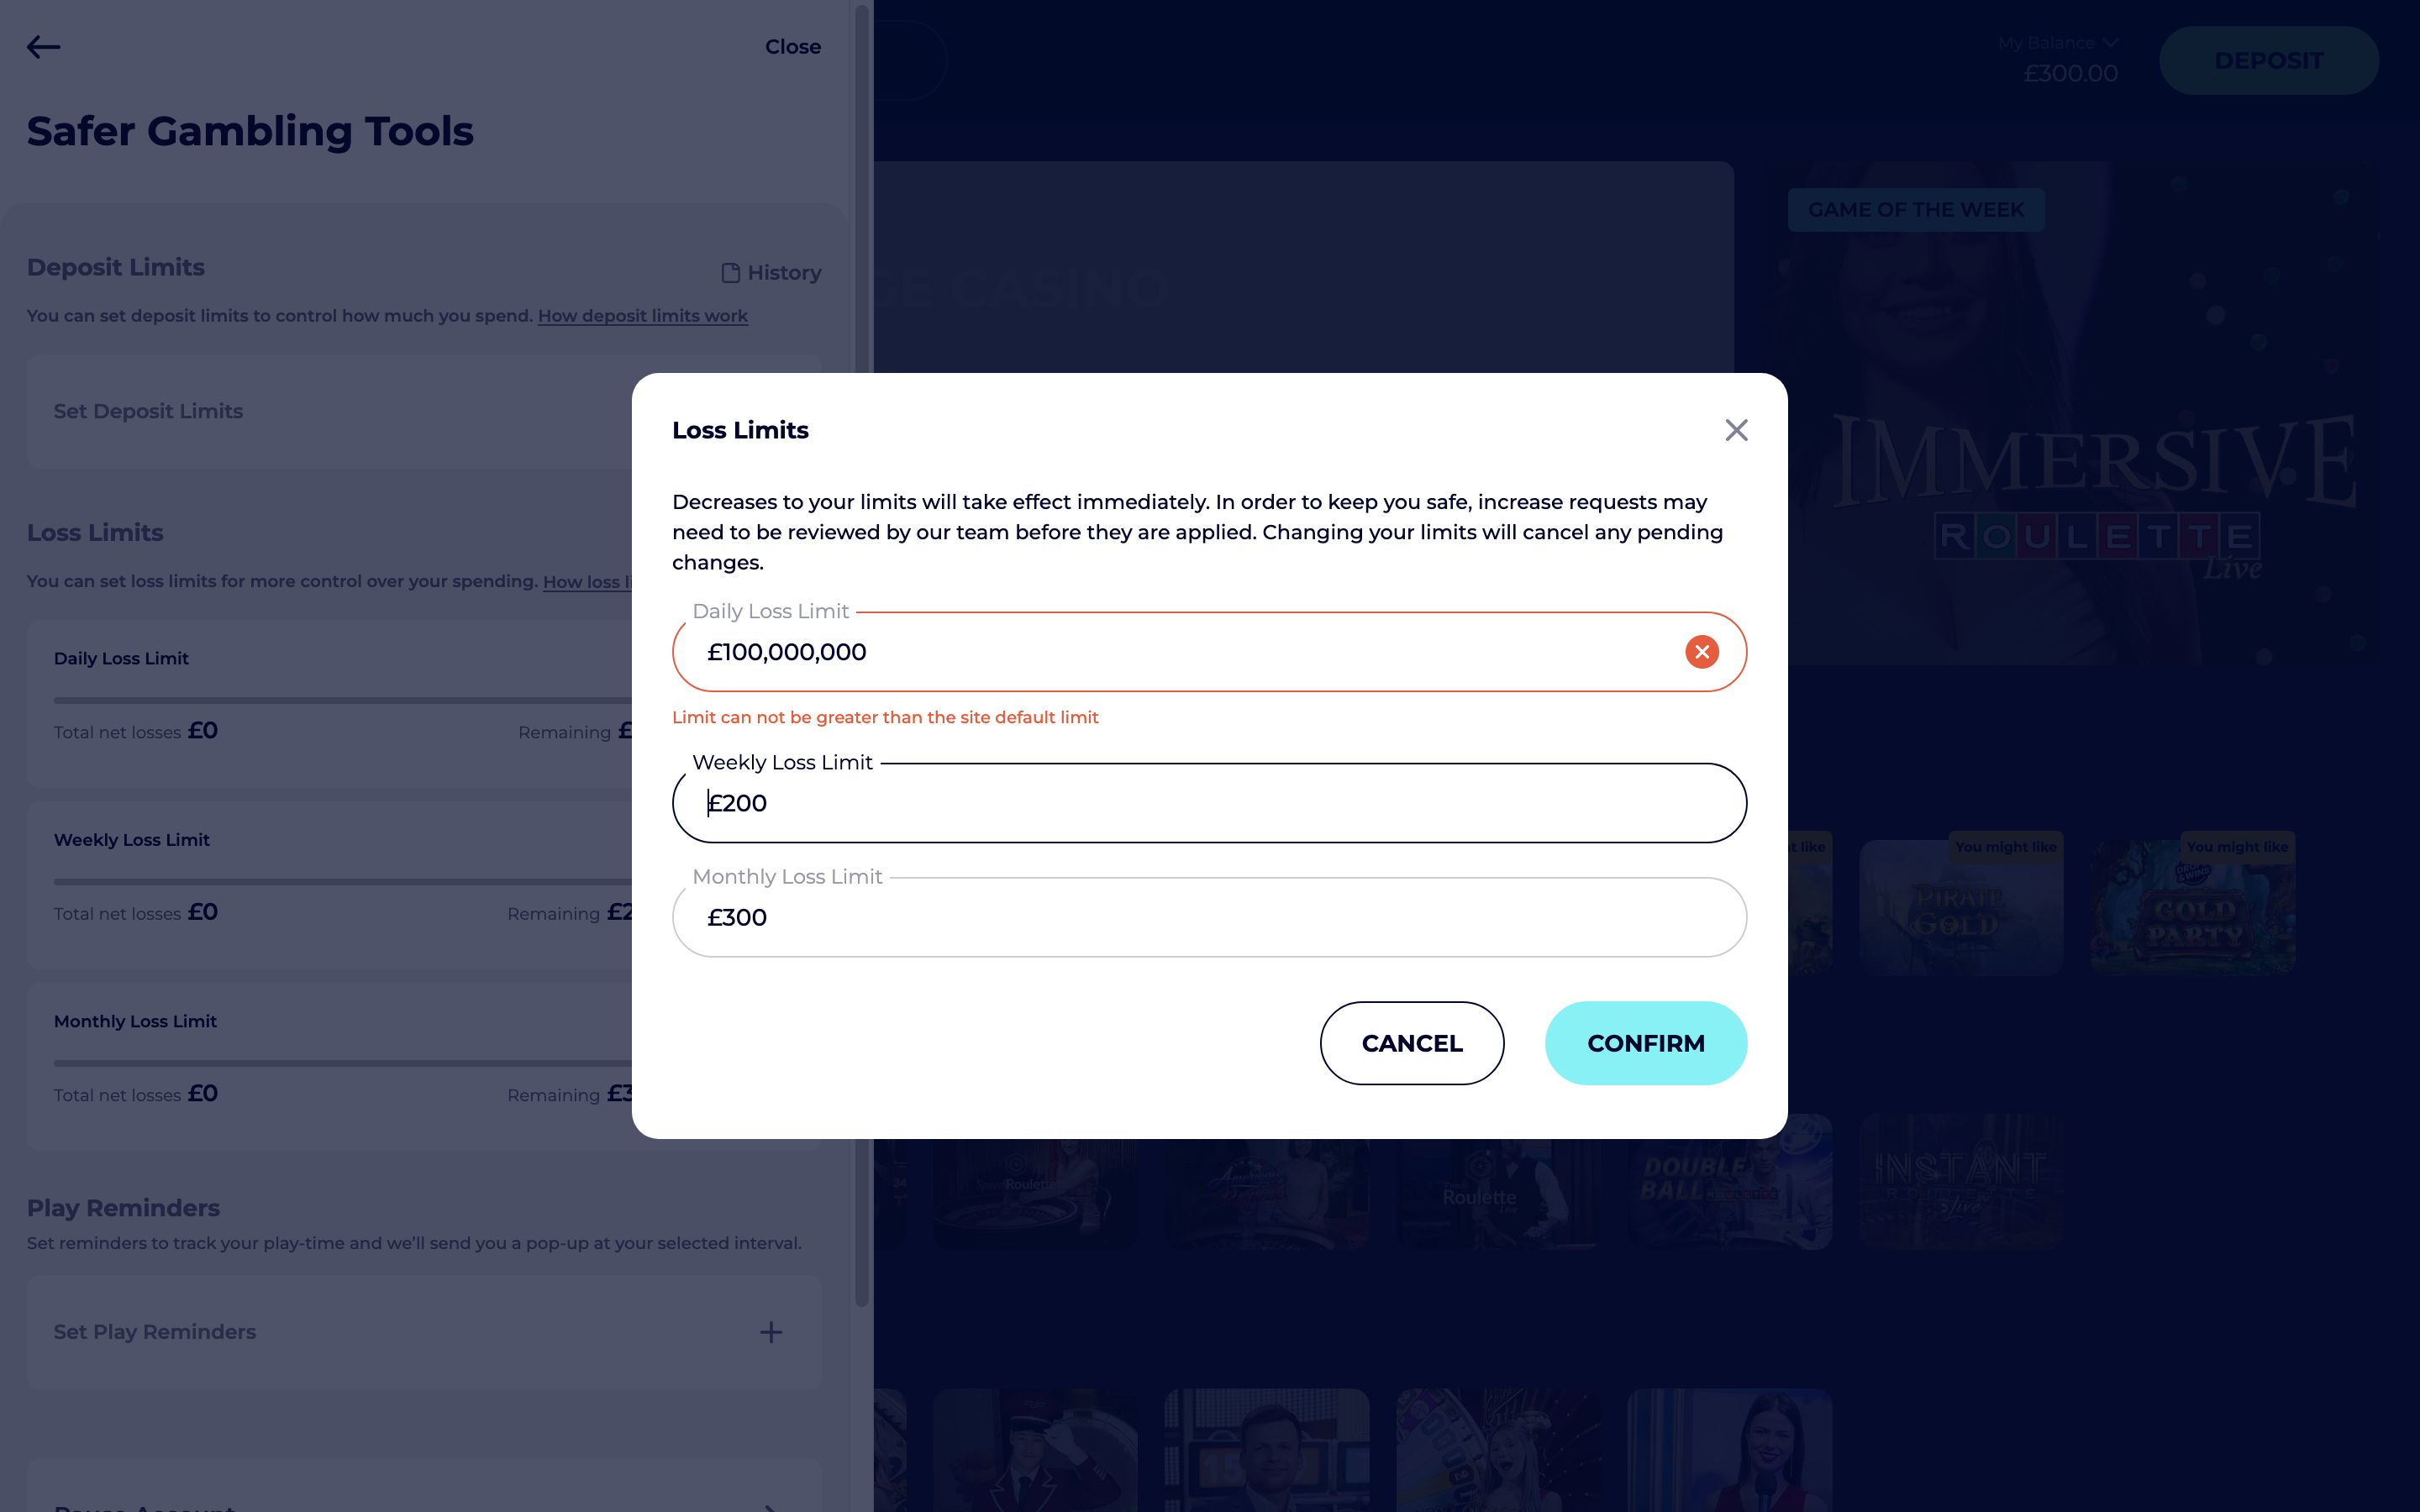 Close
Safer Gambling Tools
Deposit Limits
History
You can set deposit limits to control how much you spend. How deposit limits work
Set Deposit Limits
Loss Limits
You can set loss limits for more control over your spending. How loss li
Daily Loss Limit
Total net losses £0
Remaining £
Weekly Loss Limit
Total net losses £0
Remaining £2
Monthly Loss Limit
Total net losses £0
Remaining £3
Play Reminders
Set reminders to track your play-time and we'll send you a pop-up at your selected interval.
Set Play Reminders
Pause Account
My Balance
£300.00
DEPOSIT
GE CASINO
GAME OF THE WEEK
IMMERSIVE
ROULETTE
Live
Loss Limits
Decreases to your limits will take effect immediately. In order to keep you safe, increase requests may
need to be reviewed by our team before they are applied. Changing your limits will cancel any pending
changes.
Daily Loss Limit
£100,000,000
Limit can not be greater than the site default limit
Weekly Loss Limit
£200
Monthly Loss Limit
£300
CANCEL
CONFIRM
t like
You might like
You might like
PIRATE
GOLD
GOLD
PARTY
24
Roulette
Roulette
Live
DOUBLE
BALL
ROULETTE
INSTANT
ROULETTE
Live